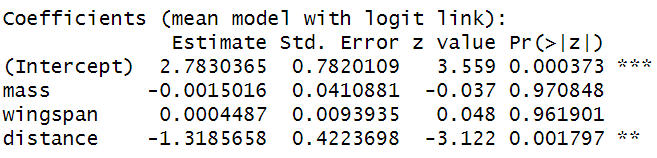 Coefficients (mean model with logit link):
Estimate Std. Error z value Pr(>|z|)
(Intercept) 2.7830365 0.7820109 3.559 0.000373 ***
mass -0.0015016 0.0410881 -0.037 0.970848
wingspan 0.0004487 0.0093935 0.048 0.961901
distance -1.3185658 0.4223698 -3.122 0.001797 **